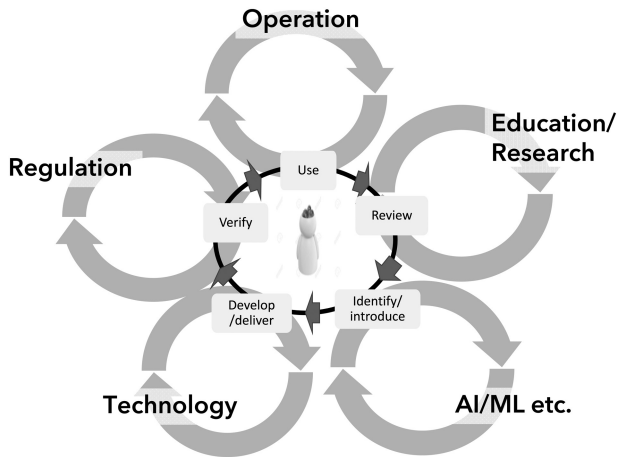 Operation
Education/
Research
Regulation
Use
Verify
Review
Develop
/deliver
Identify/
introduce
Technology
AI/ML etc.